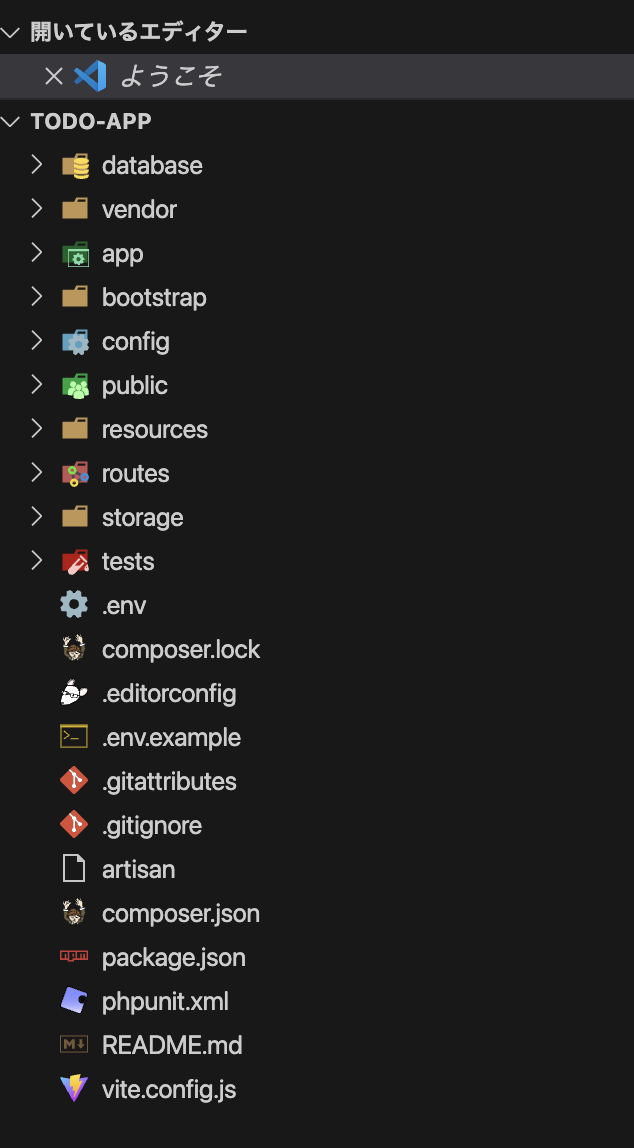 開いているエディター
ようこそ
TODO-APP
database
vendor
app
bootstrap
config
public
resources
routes
storage
tests
.env
composer.lock
.editorconfig
.env.example
.gitattributes
.gitignore
artisan
composer.json
package.json
phpunit.xml
README.md
vite.config.js